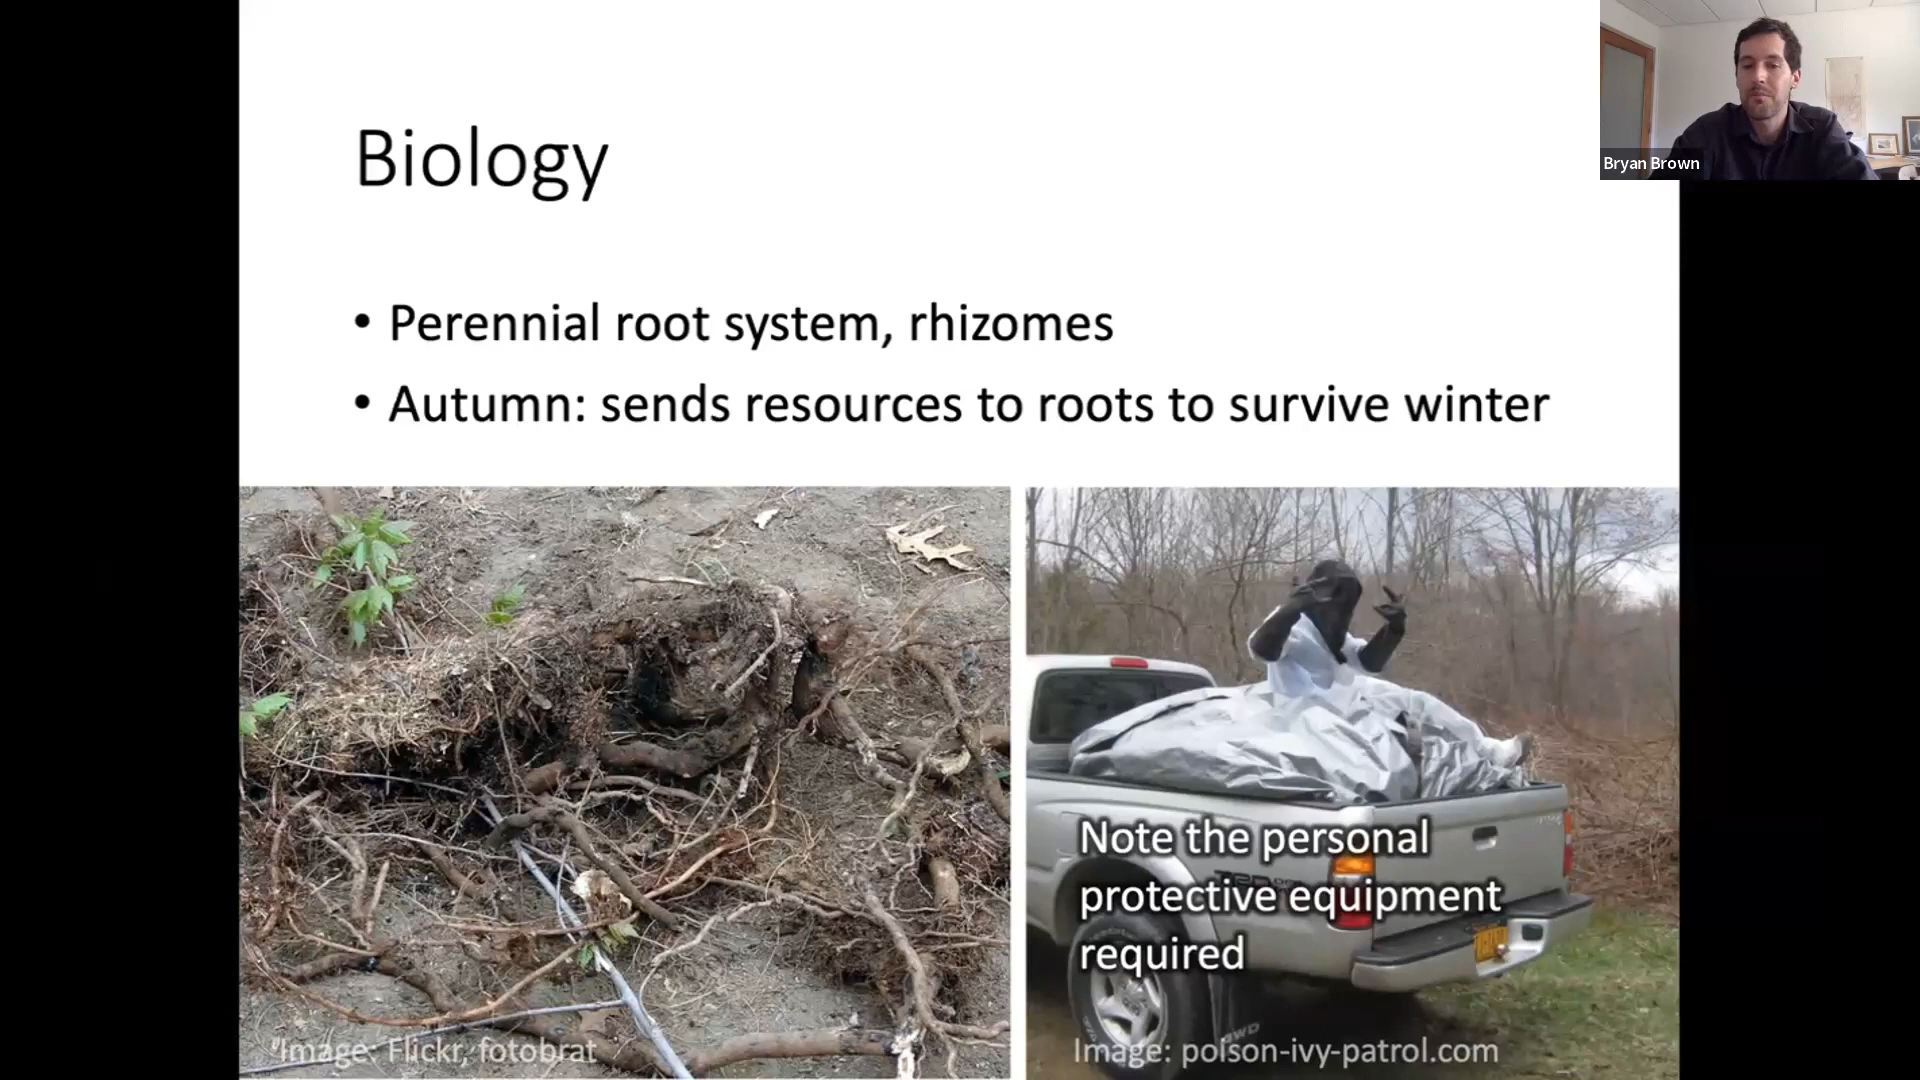 Biology
Bryan Brown
• Perennial root system, rhizomes
• Autumn: sends resources to roots to survive winter
Note the personal
protective equipment
required
Image: Flickr, fotobrat
Image: poison-ivy-patrol.com
4WD